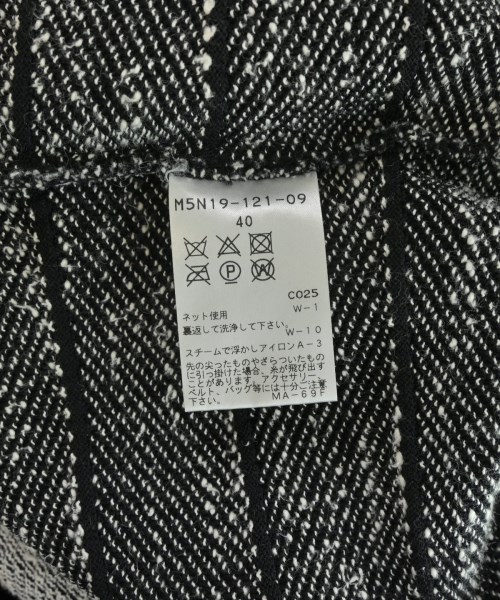 M5N19-121-09
40
P W
C025
W-1
ネット使用
裏返して洗浄して下さい。
W-10
スチームで浮かしアイロンA-3
先の尖ったものやざらついたもの
に引っ掛けた場合、糸が飛び出す
ことがあります。アクセサリー、
ベルト、バッグ等には十分ご注意
下さい。
MA-69F